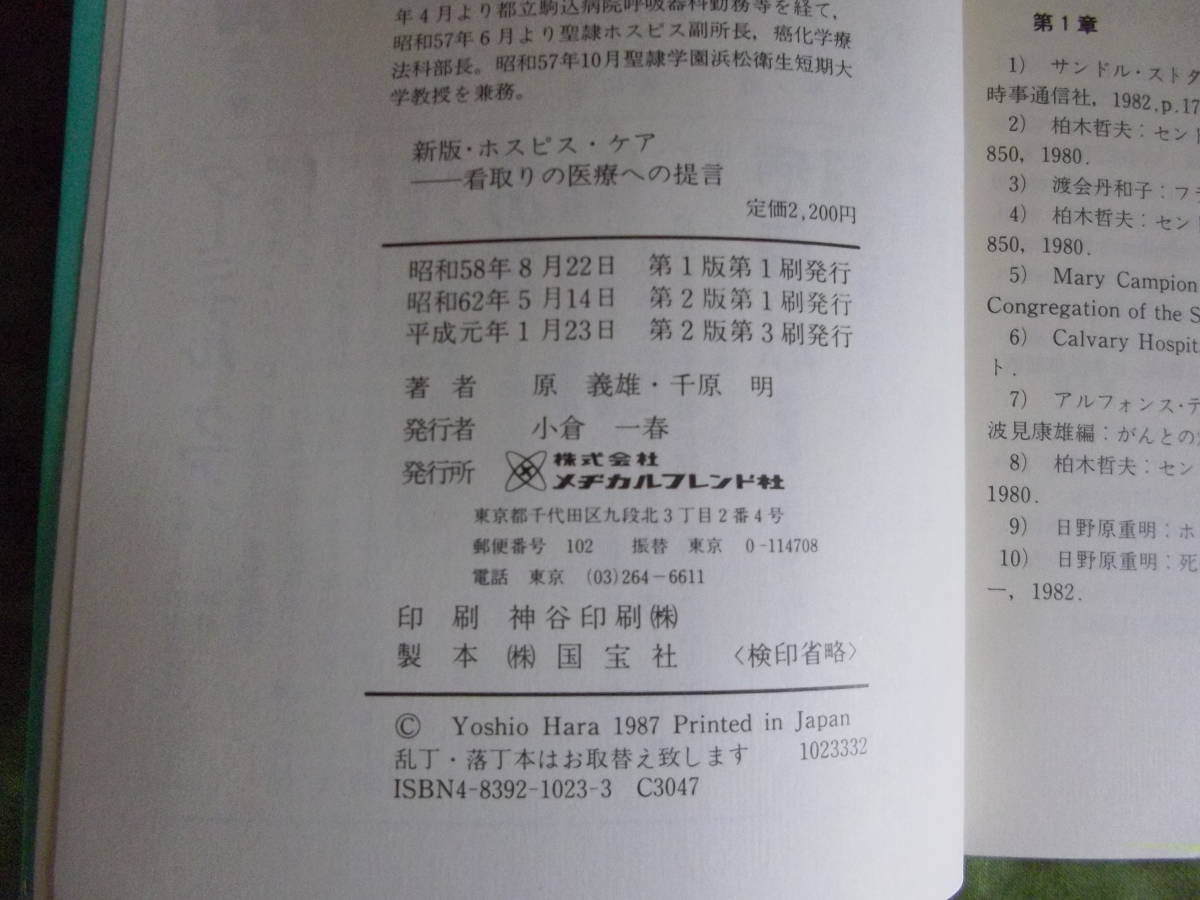 年4月より都立駒込病院呼吸器科勤務等を経て，
昭和57年6月より聖隷ホスピス副所長，癌化学療
法科部長。昭和57年10月聖隷学園浜松衛生短期大
学教授を兼務。
新版・ホスピス・ケア
——看取りの医療への提言
定価2,200円
昭和58年8月22日 第1版第1刷発行
昭和62年5月14日 第2版第1刷発行
平成元年1月23日 第2版第3刷発行
著者 原 義雄・千原 明
発行者 小倉 一春
発行所 株式会社
メヂカルフレンド社
東京都千代田区九段北3丁目2番4号
郵便番号 102 振替 東京 0-114708
電話 東京 (03)264-6611
印刷 神谷印刷㈱
製本 ㈱国宝社 〈検印省略〉
© Yoshio Hara 1987 Printed in Japan
乱丁・落丁本はお取替え致します 1023332
ISBN4-8392-1023-3 C3047
第1章
1) サンドル・ストダ
時事通信社，1982，p.17
2) 柏木哲夫：セント
850，1980．
3) 渡会丹和子：フ
4) 柏木哲夫：セント
850，1980．
5) Mary Campion
Congregation of the S
6) Calvary Hospit
ト．
7) アルフォンス・デ
波見康雄編：がんとの
8) 柏木哲夫：セン
1980．
9) 日野原重明：ホ
10) 日野原重明：死
一，1982．